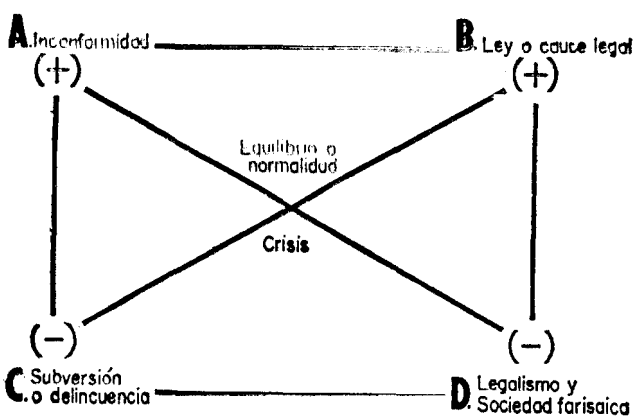 A. Inconformidad
B. Ley o cauce legal
(+)
(+)
Equilibrio o
normalidad
Crisis
(-)
(-)
C. Subversión
o delincuencia
D. Legalismo y
Sociedad farisaica